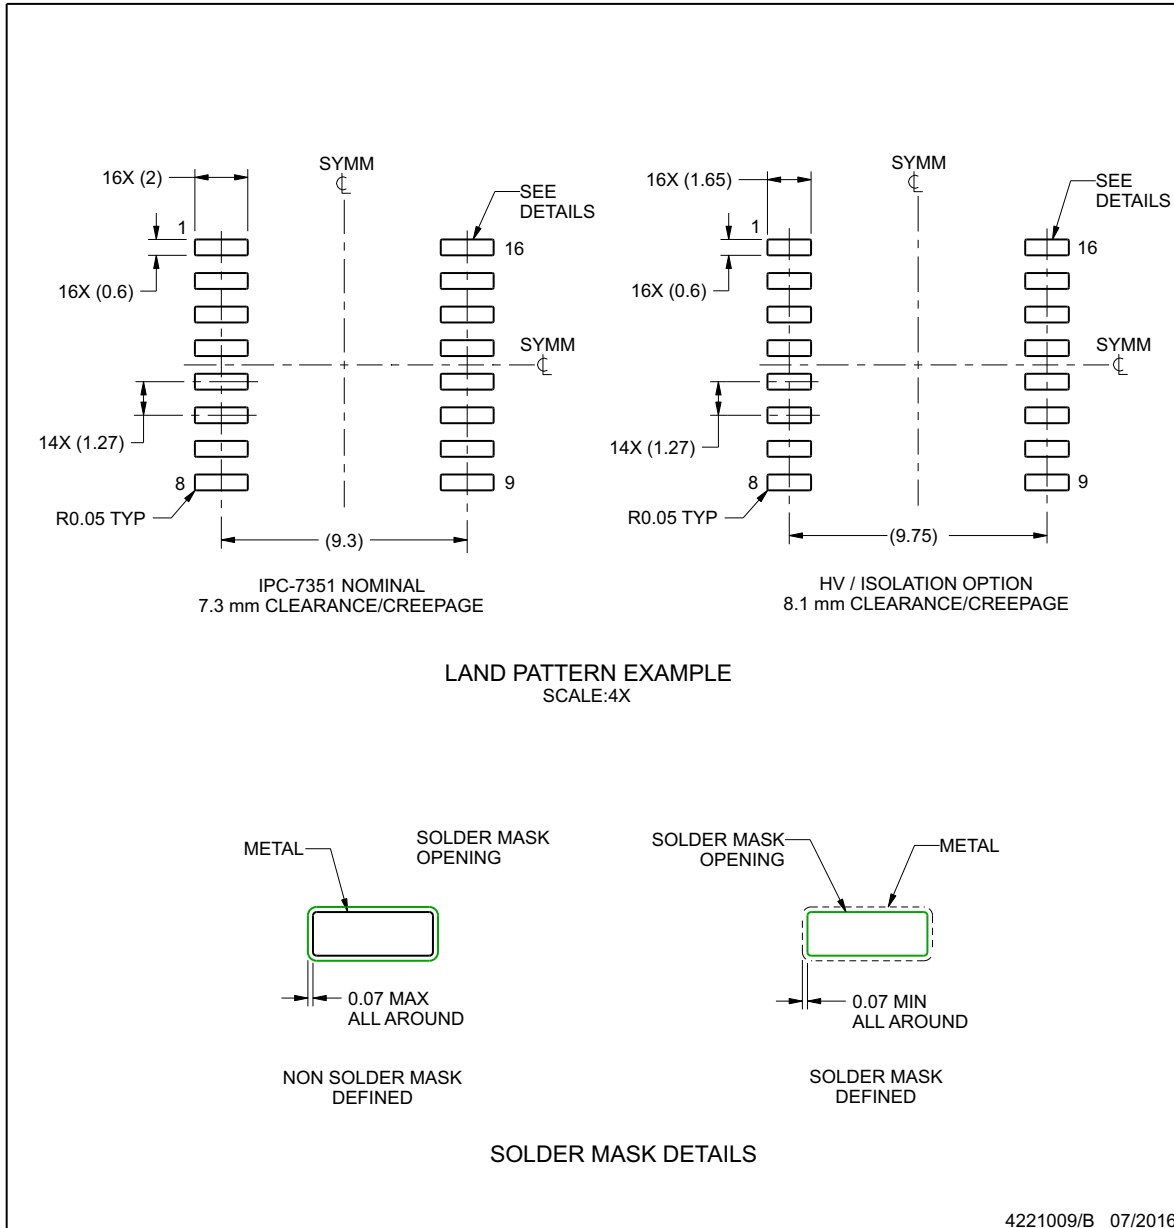 SYMM
℄
16X (2)
SEE
DETAILS
1
16
16X (0.6)
SYMM
℄
14X (1.27)
8
9
R0.05 TYP
(9.3)
IPC-7351 NOMINAL
7.3 mm CLEARANCE/CREEPAGE
SYMM
℄
16X (1.65)
SEE
DETAILS
1
16
16X (0.6)
SYMM
℄
14X (1.27)
8
9
R0.05 TYP
(9.75)
HV / ISOLATION OPTION
8.1 mm CLEARANCE/CREEPAGE
LAND PATTERN EXAMPLE
SCALE:4X
METAL
SOLDER MASK
OPENING
0.07 MAX
ALL AROUND
NON SOLDER MASK
DEFINED
SOLDER MASK
OPENING
METAL
0.07 MIN
ALL AROUND
SOLDER MASK
DEFINED
SOLDER MASK DETAILS
4221009/B 07/2016